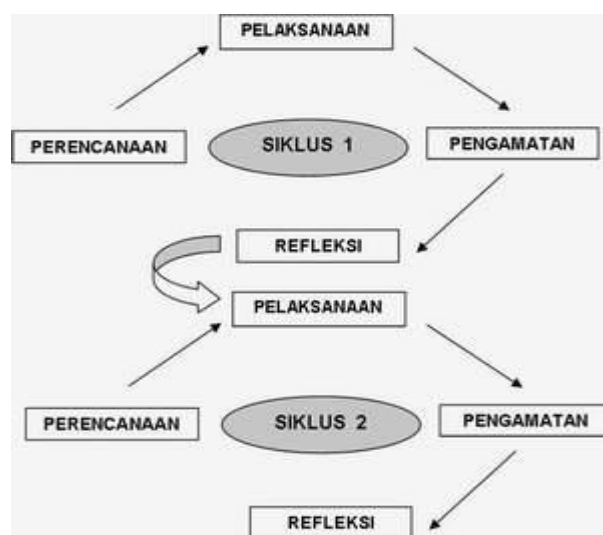 PELAKSANAAN
PERENCANAAN
SIKLUS 1
PENGAMATAN
REFLEKSI
PELAKSANAAN
PERENCANAAN
SIKLUS 2
PENGAMATAN
REFLEKSI